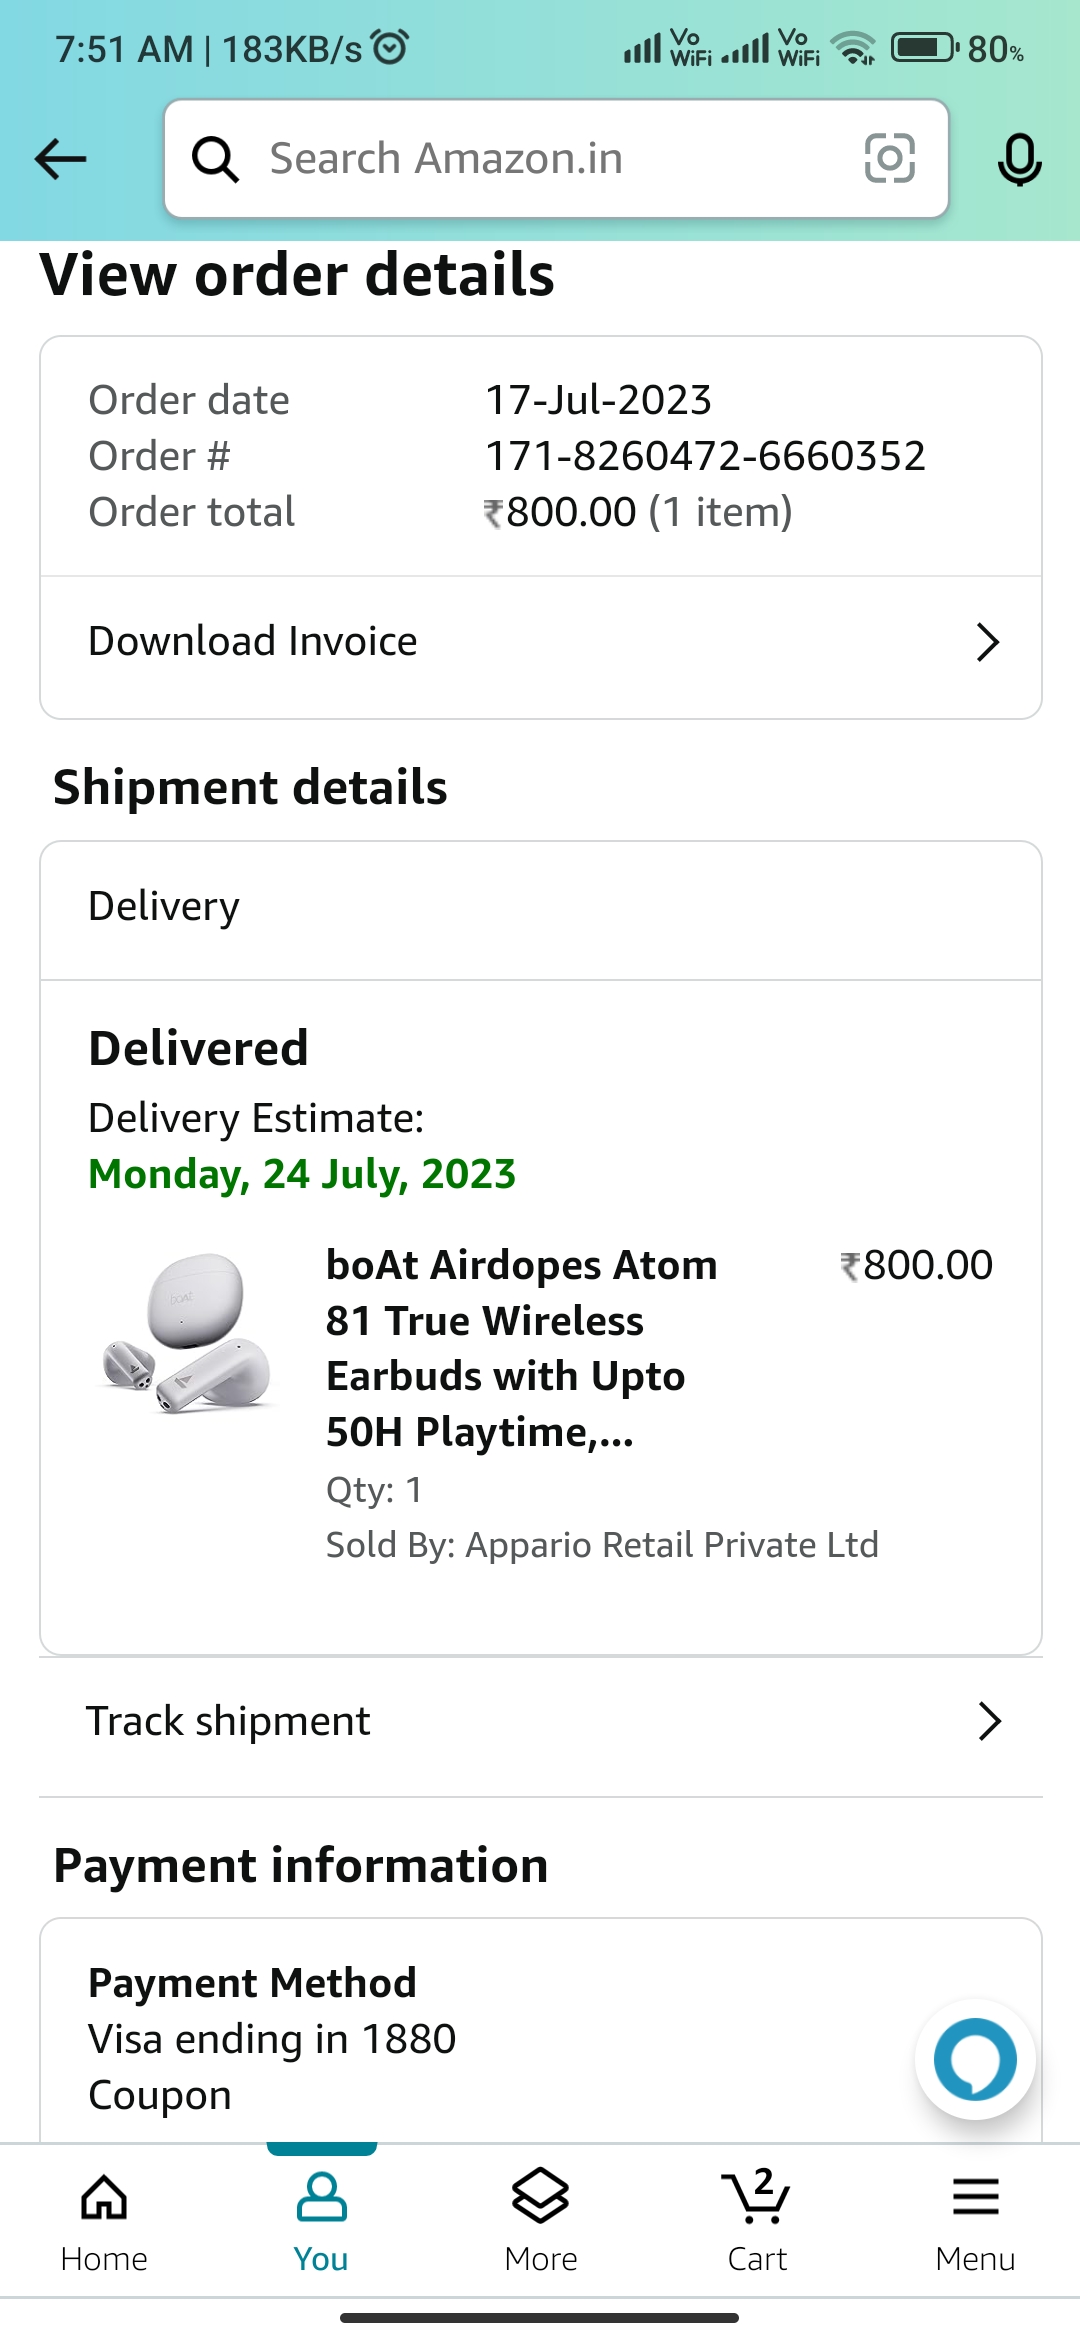 7:51 AM | 183KB/s Vo WiFi Vo WiFi 80%
Search Amazon.in
View order details
Order date 17-Jul-2023
Order # 171-8260472-6660352
Order total ₹800.00 (1 item)
Download Invoice
Shipment details
Delivery
Delivered
Delivery Estimate:
Monday, 24 July, 2023
boAt
boAt Airdopes Atom ₹800.00
81 True Wireless
Earbuds with Upto
50H Playtime,...
Qty: 1
Sold By: Appario Retail Private Ltd
Track shipment
Payment information
Payment Method
Visa ending in 1880
Coupon
2
Home You More Cart Menu